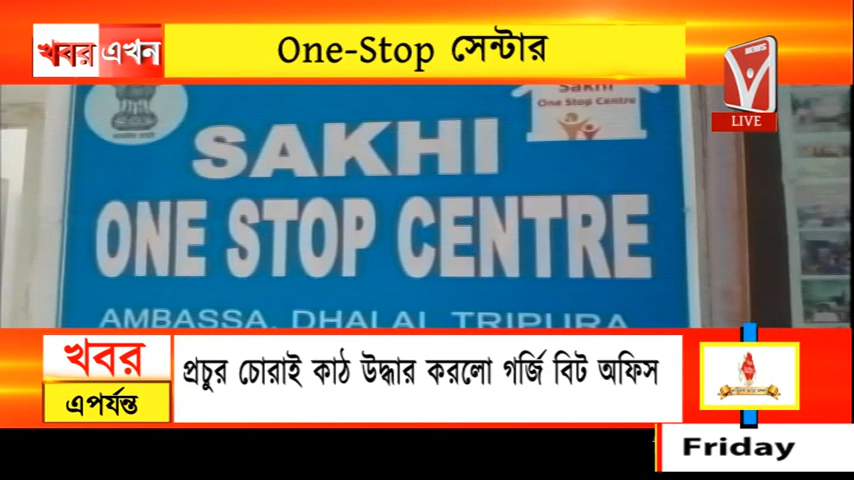 খবর এখন
One-Stop সেন্টার
NEWS
LIVE
Sakhi
One Stop Centre
SAKHI
ONE STOP CENTRE
AMBASSA, DHALAI, TRIPURA
খবর
এপর্যন্ত
প্রচুর চোরাই কাঠ উদ্ধার করলো গর্জি বিট অফিস
Friday